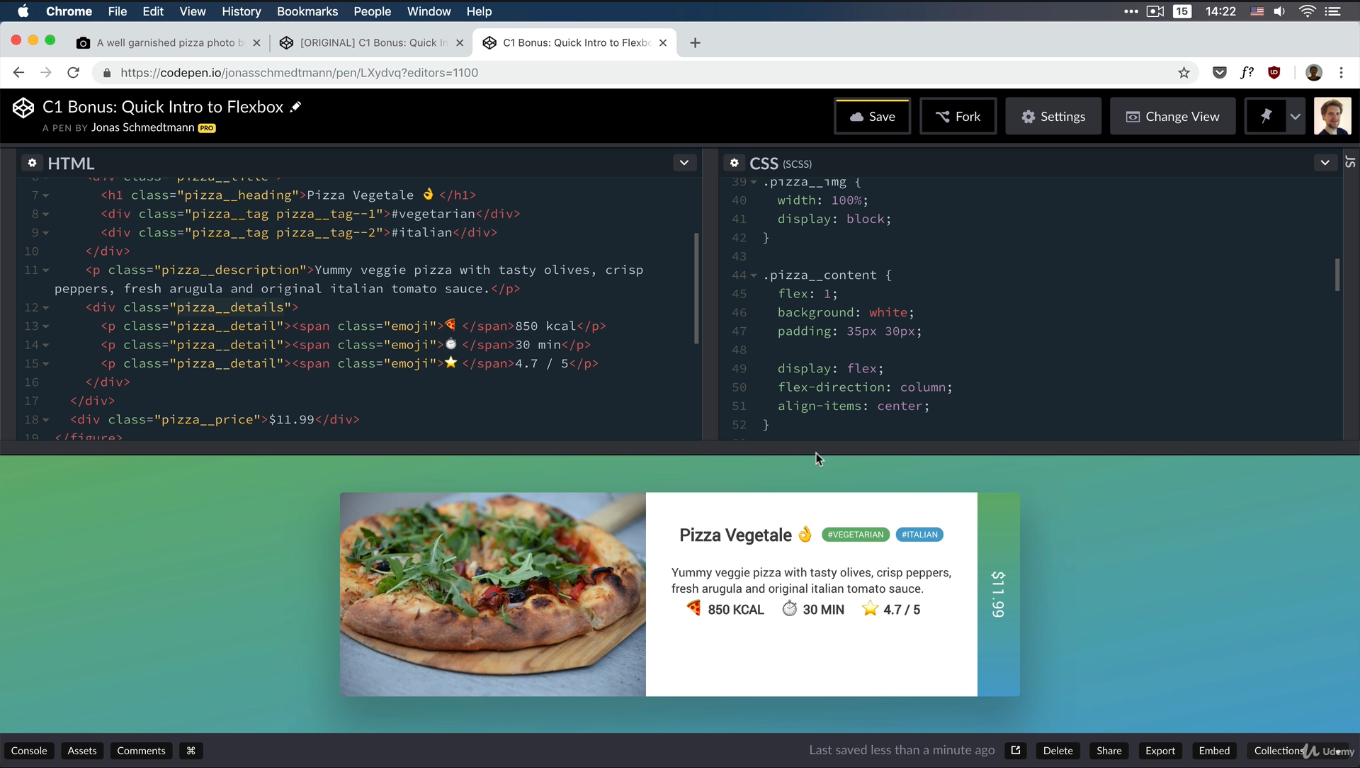 Chrome File Edit View History Bookmarks People Window Help 15 14:22
A well garnished pizza photo b [ORIGINAL] C1 Bonus: Quick In C1 Bonus: Quick Intro to Flexbo
https://codepen.io/jonasschmedtmann/pen/LXydvq?editors=1100 f?
C1 Bonus: Quick Intro to Flexbox
A PEN BY Jonas Schmedtmann PRO
Save Fork Settings Change View
HTML
7 <h1 class="pizza__heading">Pizza Vegetale 👌</h1>
8 <div class="pizza__tag pizza__tag--1">#vegetarian</div>
9 <div class="pizza__tag pizza__tag--2">#italian</div>
10 </div>
11 <p class="pizza__description">Yummy veggie pizza with tasty olives, crisp
peppers, fresh arugula and original italian tomato sauce.</p>
12 <div class="pizza__details">
13 <p class="pizza__detail"><span class="emoji">🍕</span>850 kcal</p>
14 <p class="pizza__detail"><span class="emoji">⏱</span>30 min</p>
15 <p class="pizza__detail"><span class="emoji">⭐</span>4.7 / 5</p>
16 </div>
17 </div>
18 <div class="pizza__price">$11.99</div>
19 </figure>
CSS (SCSS)
JS
39 .pizza__img {
40 width: 100%;
41 display: block;
42 }
43
44 .pizza__content {
45 flex: 1;
46 background: white;
47 padding: 35px 30px;
48
49 display: flex;
50 flex-direction: column;
51 align-items: center;
52 }
Pizza Vegetale 👌 #VEGETARIAN #ITALIAN
Yummy veggie pizza with tasty olives, crisp peppers,
fresh arugula and original italian tomato sauce.
🍕 850 KCAL ⏱ 30 MIN ⭐ 4.7 / 5
$11.99
Console Assets Comments ⌘ Last saved less than a minute ago Delete Share Export Embed Collections
Udemy